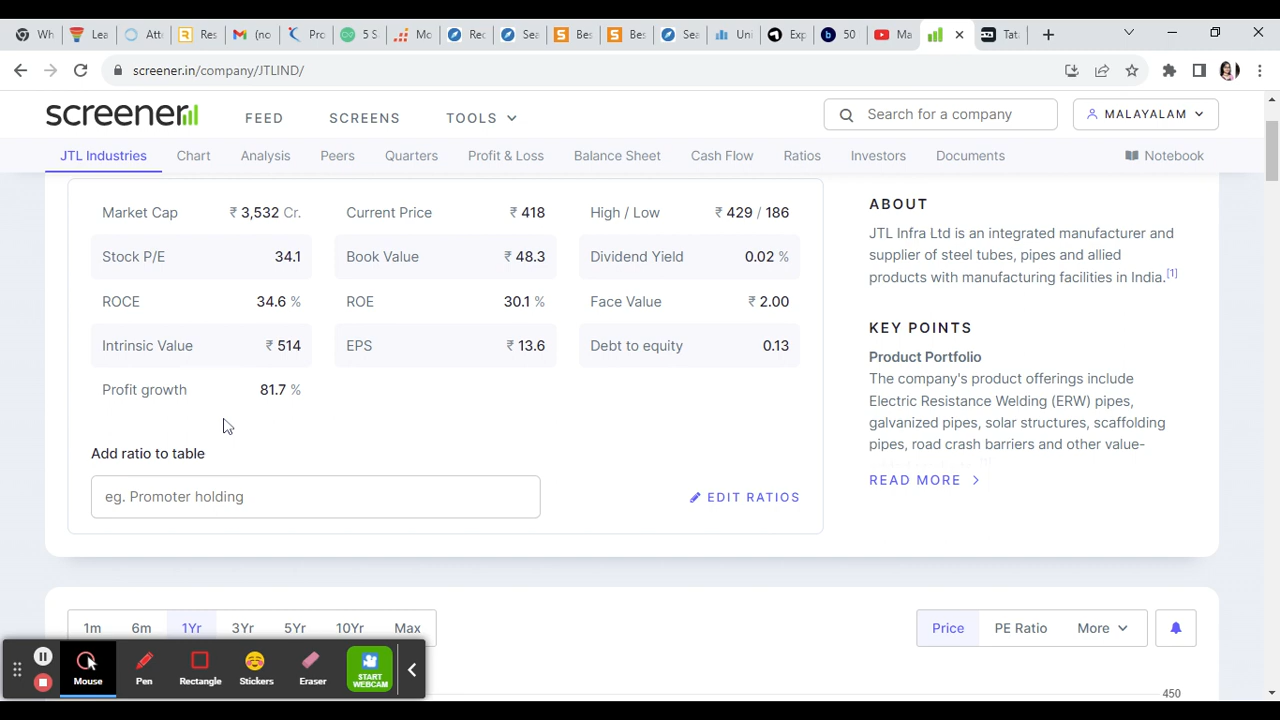 Wh
Lea
Att
Res
(no
Pro
5 S
Mo
Rec
Sea
Bes
Bes
Sea
Uni
Exp
50
Ma
Tata
screener.in/company/JTLIND/
screener
FEED
SCREENS
TOOLS
Search for a company
MALAYALAM
JTL Industries Chart Analysis Peers Quarters Profit & Loss Balance Sheet Cash Flow Ratios Investors Documents Notebook
Market Cap ₹ 3,532 Cr. Current Price ₹ 418 High / Low ₹ 429 / 186
Stock P/E 34.1 Book Value ₹ 48.3 Dividend Yield 0.02 %
ROCE 34.6 % ROE 30.1 % Face Value ₹ 2.00
Intrinsic Value ₹ 514 EPS ₹ 13.6 Debt to equity 0.13
Profit growth 81.7 %
Add ratio to table
eg. Promoter holding
EDIT RATIOS
ABOUT
JTL Infra Ltd is an integrated manufacturer and
supplier of steel tubes, pipes and allied
products with manufacturing facilities in India.[1]
KEY POINTS
Product Portfolio
The company's product offerings include
Electric Resistance Welding (ERW) pipes,
galvanized pipes, solar structures, scaffolding
pipes, road crash barriers and other value-
READ MORE
1m 6m 1Yr 3Yr 5Yr 10Yr Max
Price PE Ratio More
450
Mouse
Pen
Rectangle
Stickers
Eraser
START
WEBCAM